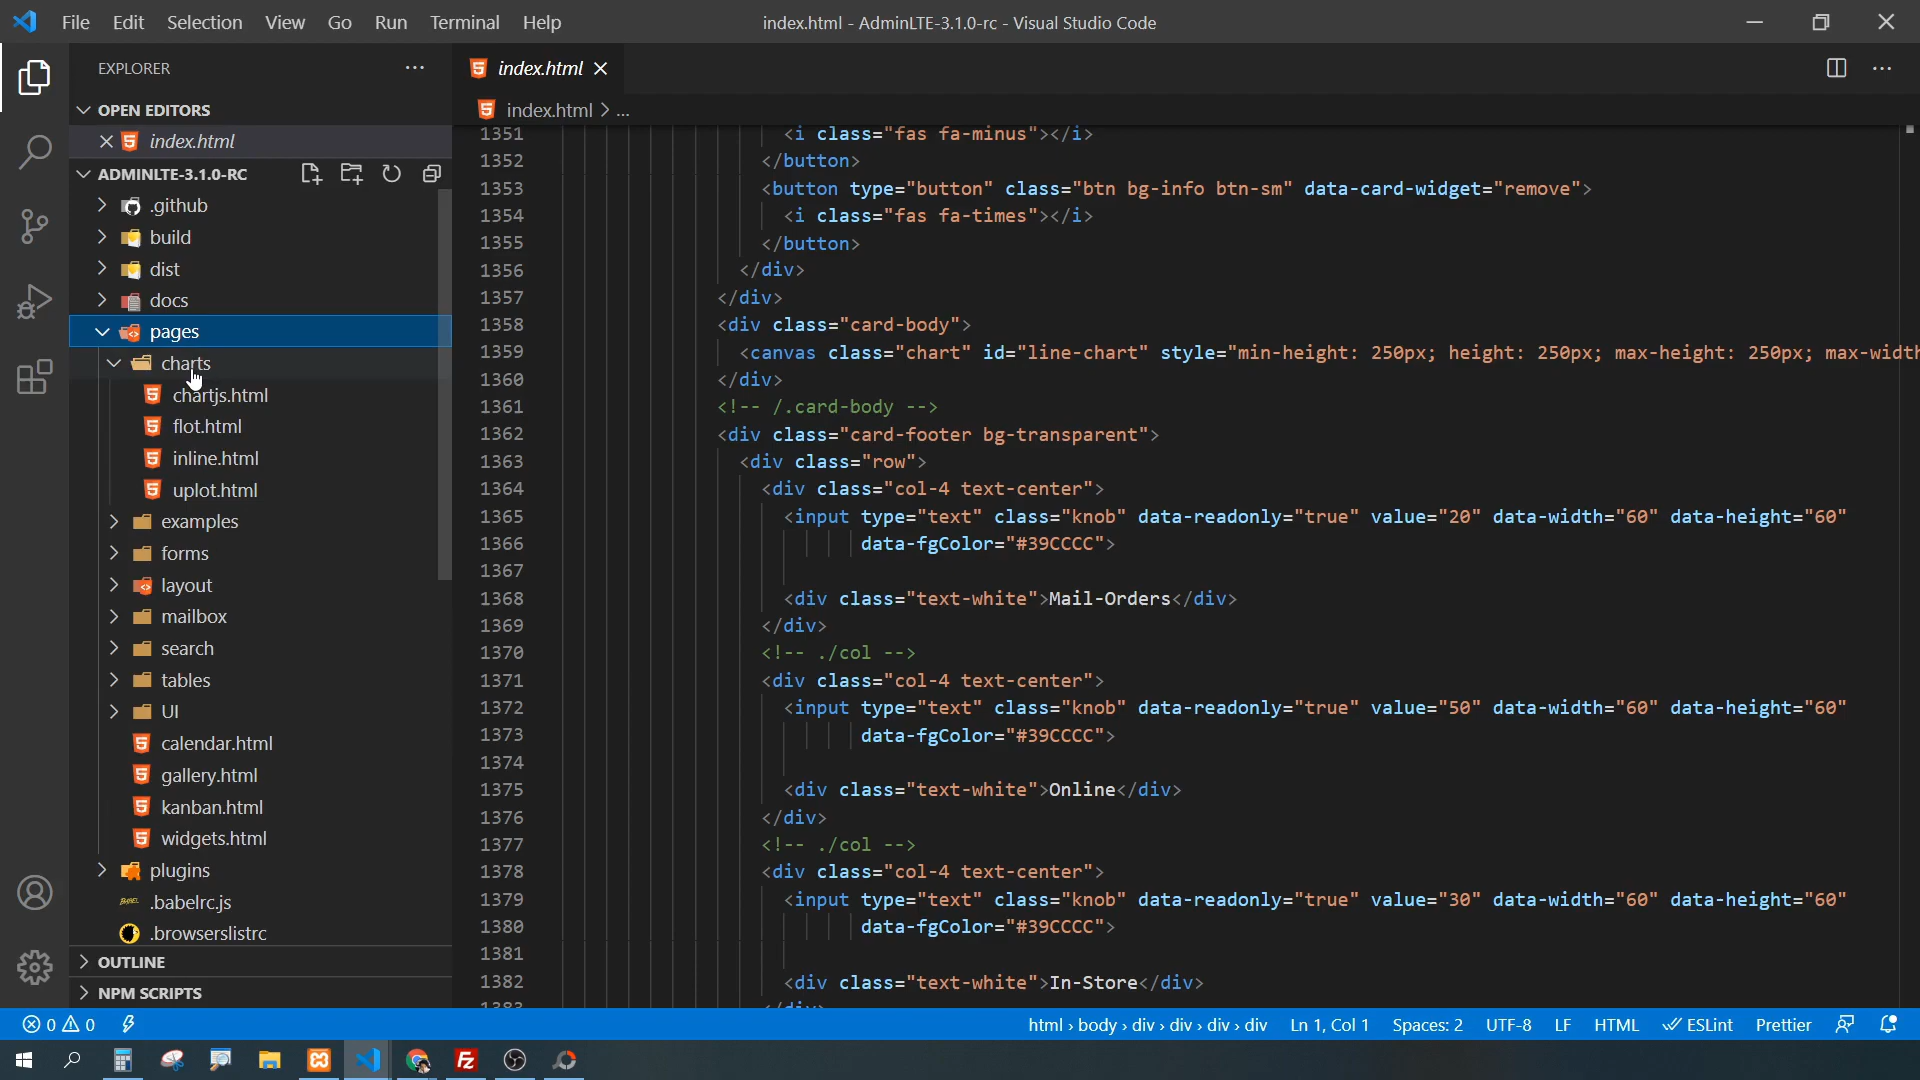 File Edit Selection View Go Run Terminal Help
index.html - AdminLTE-3.1.0-rc - Visual Studio Code
EXPLORER
OPEN EDITORS
index.html
ADMINLTE-3.1.0-RC
.github
build
dist
docs
pages
charts
chartjs.html
flot.html
inline.html
uplot.html
examples
forms
layout
mailbox
search
tables
UI
calendar.html
gallery.html
kanban.html
widgets.html
plugins
.babelrc.js
.browserslistrc
OUTLINE
NPM SCRIPTS
index.html
index.html > ...
1351 <i class="fas fa-minus"></i>
1352 </button>
1353 <button type="button" class="btn bg-info btn-sm" data-card-widget="remove">
1354 <i class="fas fa-times"></i>
1355 </button>
1356 </div>
1357 </div>
1358 <div class="card-body">
1359 <canvas class="chart" id="line-chart" style="min-height: 250px; height: 250px; max-height: 250px; max-width
1360 </div>
1361 <!-- /.card-body -->
1362 <div class="card-footer bg-transparent">
1363 <div class="row">
1364 <div class="col-4 text-center">
1365 <input type="text" class="knob" data-readonly="true" value="20" data-width="60" data-height="60"
1366 data-fgColor="#39CCCC">
1367
1368 <div class="text-white">Mail-Orders</div>
1369 </div>
1370 <!-- ./col -->
1371 <div class="col-4 text-center">
1372 <input type="text" class="knob" data-readonly="true" value="50" data-width="60" data-height="60"
1373 data-fgColor="#39CCCC">
1374
1375 <div class="text-white">Online</div>
1376 </div>
1377 <!-- ./col -->
1378 <div class="col-4 text-center">
1379 <input type="text" class="knob" data-readonly="true" value="30" data-width="60" data-height="60"
1380 data-fgColor="#39CCCC">
1381
1382 <div class="text-white">In-Store</div>
1383 </div>
0 0
html › body › div › div › div › div Ln 1, Col 1 Spaces: 2 UTF-8 LF HTML ESLint Prettier